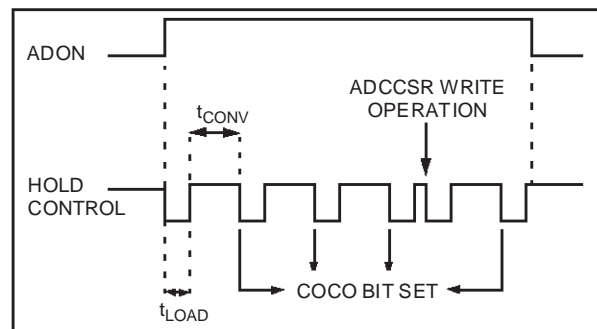 ADON
ADCCSR WRITE
OPERATION
tCONV
HOLD
CONTROL
COCO BIT SET
tLOAD